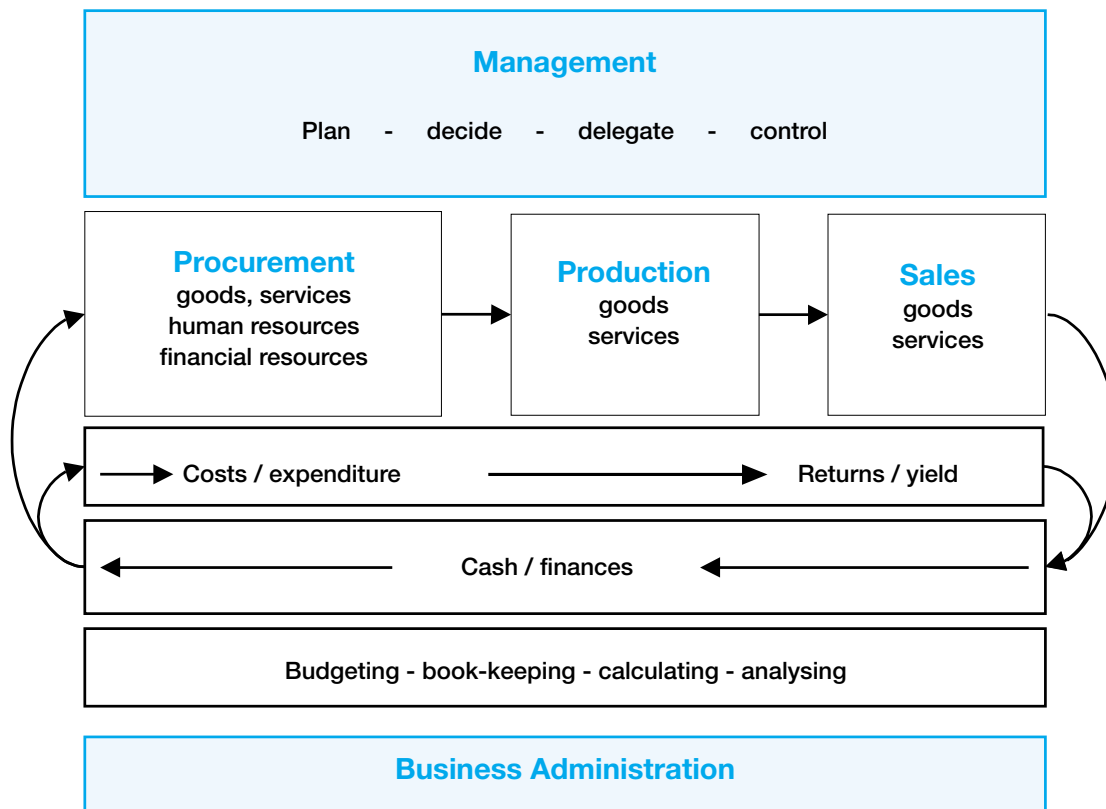 Management
Plan - decide - delegate - control
Procurement
goods, services
human resources
financial resources
Production
goods
services
Sales
goods
services
Costs / expenditure
Returns / yield
Cash / finances
Budgeting - book-keeping - calculating - analysing
Business Administration